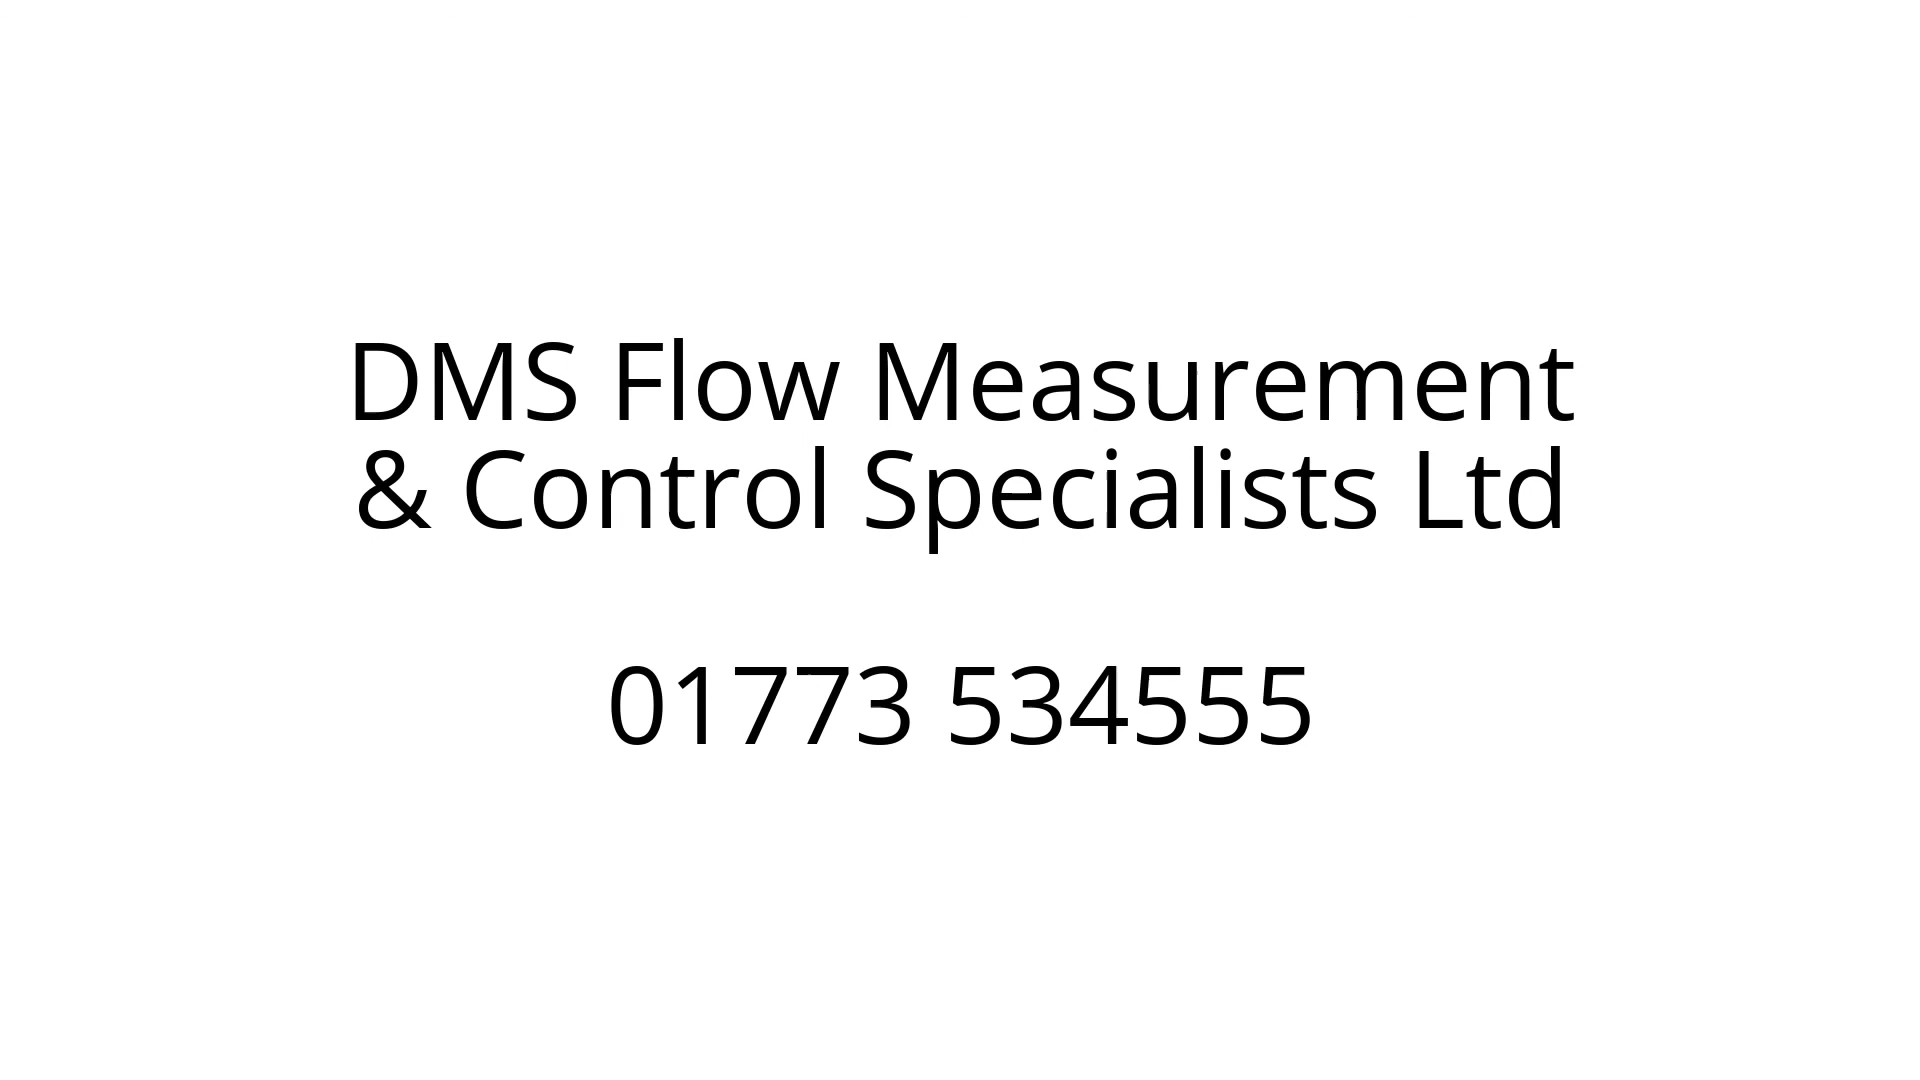 DMS Flow Measurement
& Control Specialists Ltd
01773 534555